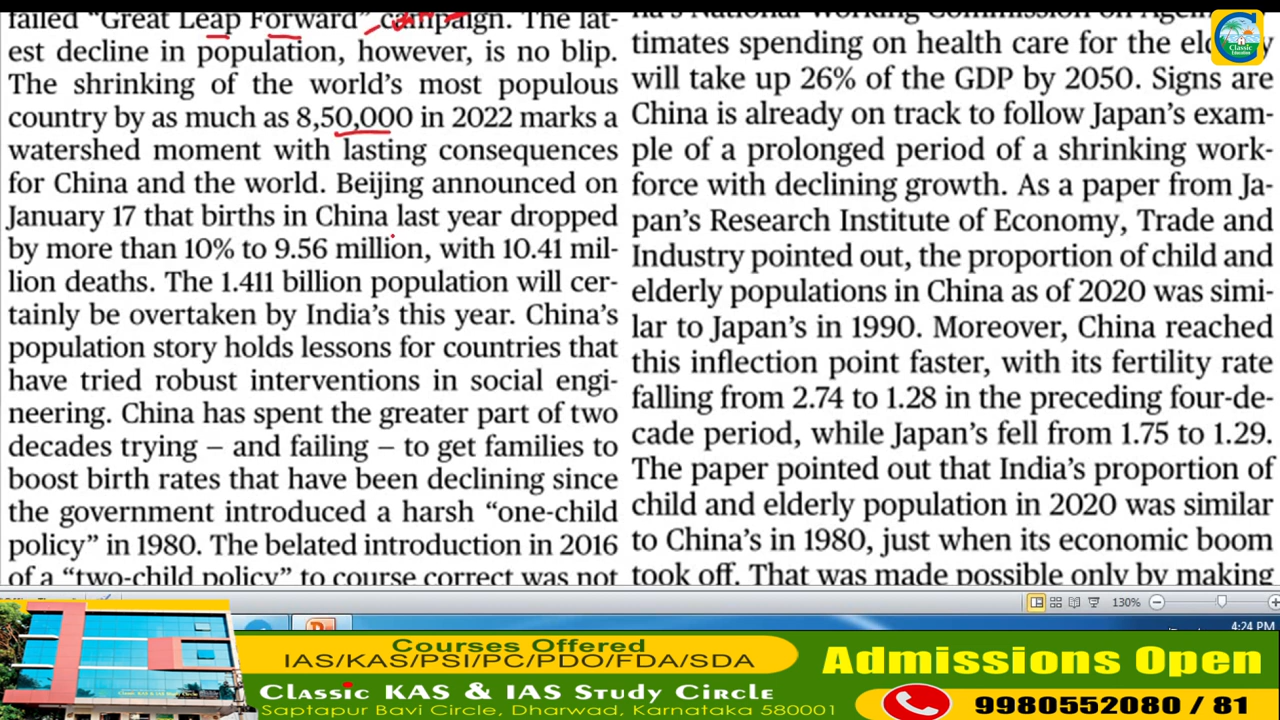 failed “Great Leap Forward” campaign. The lat-
est decline in population, however, is no blip.
The shrinking of the world’s most populous
country by as much as 8,50,000 in 2022 marks a
watershed moment with lasting consequences
for China and the world. Beijing announced on
January 17 that births in China last year dropped
by more than 10% to 9.56 million, with 10.41 mil-
lion deaths. The 1.411 billion population will cer-
tainly be overtaken by India’s this year. China’s
population story holds lessons for countries that
have tried robust interventions in social engi-
neering. China has spent the greater part of two
decades trying – and failing – to get families to
boost birth rates that have been declining since
the government introduced a harsh “one-child
policy” in 1980. The belated introduction in 2016
of a “two-child policy” to course correct was not
na’s National Working Commission on
timates spending on health care for the
will take up 26% of the GDP by 2050. Signs are
China is already on track to follow Japan’s exam-
ple of a prolonged period of a shrinking work-
force with declining growth. As a paper from Ja-
pan’s Research Institute of Economy, Trade and
Industry pointed out, the proportion of child and
elderly populations in China as of 2020 was simi-
lar to Japan’s in 1990. Moreover, China reached
this inflection point faster, with its fertility rate
falling from 2.74 to 1.28 in the preceding four-de-
cade period, while Japan’s fell from 1.75 to 1.29.
The paper pointed out that India’s proportion of
child and elderly population in 2020 was similar
to China’s in 1980, just when its economic boom
took off. That was made possible only by making
Classic
Education
130%
4:24 PM
Courses Offered
IAS/KAS/PSI/PC/PDO/FDA/SDA
Classic KAS & IAS Study Circle
Saptapur Bavi Circle, Dharwad, Karnataka 580001
Admissions Open
9980552080 / 81